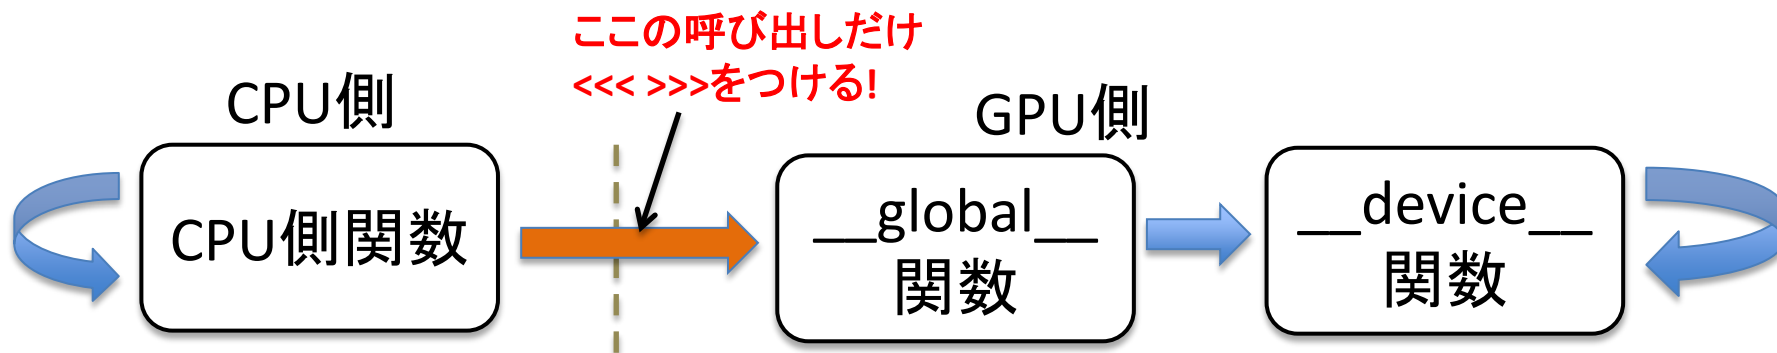 ここの呼び出しだけ
<<< >>>をつける!
CPU側
GPU側
CPU側関数
__global__
関数
__device__
関数